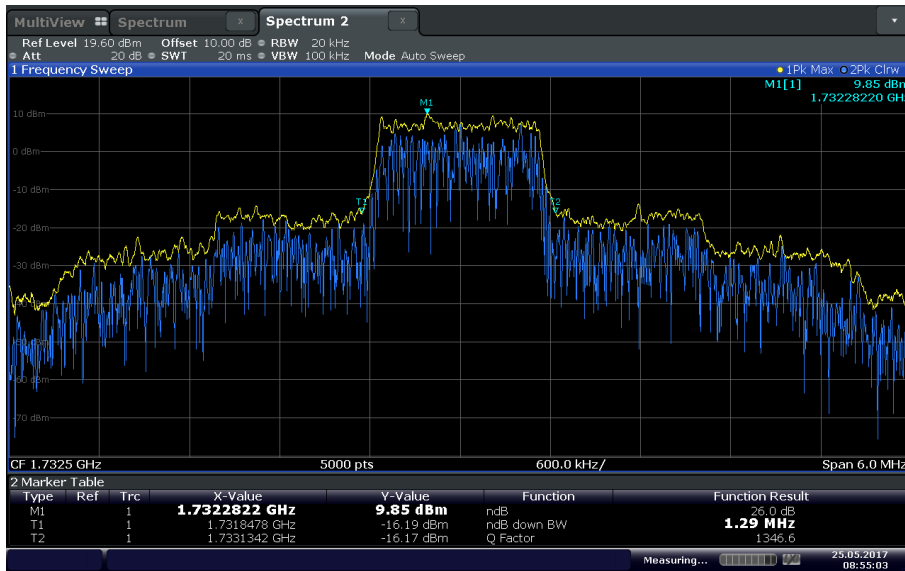 MultiView Spectrum x Spectrum 2 x
Ref Level 19.60 dBm Offset 10.00 dB RBW 20 kHz
Att 20 dB SWT 20 ms VBW 100 kHz Mode Auto Sweep
1 Frequency Sweep 1Pk Max 2Pk Clrw
M1[1] 9.85 dBm
1.73228220 GHz
M1
10 dBm
0 dBm
-10 dBm
T1 T2
-20 dBm
-30 dBm
-60 dBm
-70 dBm
CF 1.7325 GHz 5000 pts 600.0 kHz/ Span 6.0 MHz
2 Marker Table
Type Ref Trc X-Value Y-Value Function Function Result
M1 1 1.7322822 GHz 9.85 dBm ndB 26.0 dB
T1 1 1.7318478 GHz -16.19 dBm ndB down BW 1.29 MHz
T2 1 1.7331342 GHz -16.17 dBm Q Factor 1346.6
Measuring... 25.05.2017
08:55:03